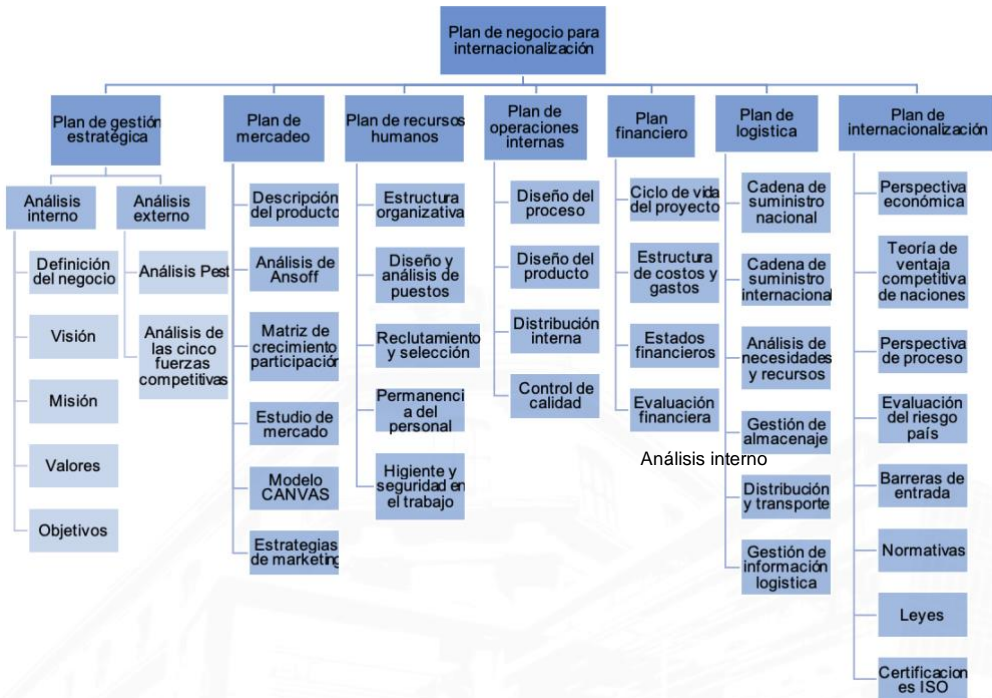 Plan de negocio para
internacionalización
Plan de gestión
estratégica
Análisis
interno
Definición
del negocio
Visión
Misión
Valores
Objetivos
Análisis
externo
Análisis Pest
Análisis de
las cinco
fuerzas
competitivas
Plan de
mercadeo
Descripción
del producto
Análisis de
Ansoff
Matriz de
crecimiento
participación
Estudio de
mercado
Modelo
CANVAS
Estrategias
de marketing
Plan de recursos
humanos
Estructura
organizativa
Diseño y
análisis de
puestos
Reclutamiento
y selección
Permanenci
a del
personal
Higiente y
seguridad en
el trabajo
Plan de
operaciones
internas
Diseño del
proceso
Diseño del
producto
Distribución
interna
Control de
calidad
Plan
financiero
Ciclo de vida
del proyecto
Estructura
de costos y
gastos
Estados
financieros
Evaluación
financiera
Análisis interno
Plan de
logistica
Cadena de
suministro
nacional
Cadena de
suministro
internacional
Análisis de
necesidades
y recursos
Gestión de
almacenaje
Distribución
y transporte
Gestión de
información
logistica
Plan de
internacionalización
Perspectiva
económica
Teoría de
ventaja
competitiva
de naciones
Perspectiva
de proceso
Evaluación
del riesgo
país
Barreras de
entrada
Normativas
Leyes
Certificacion
es ISO